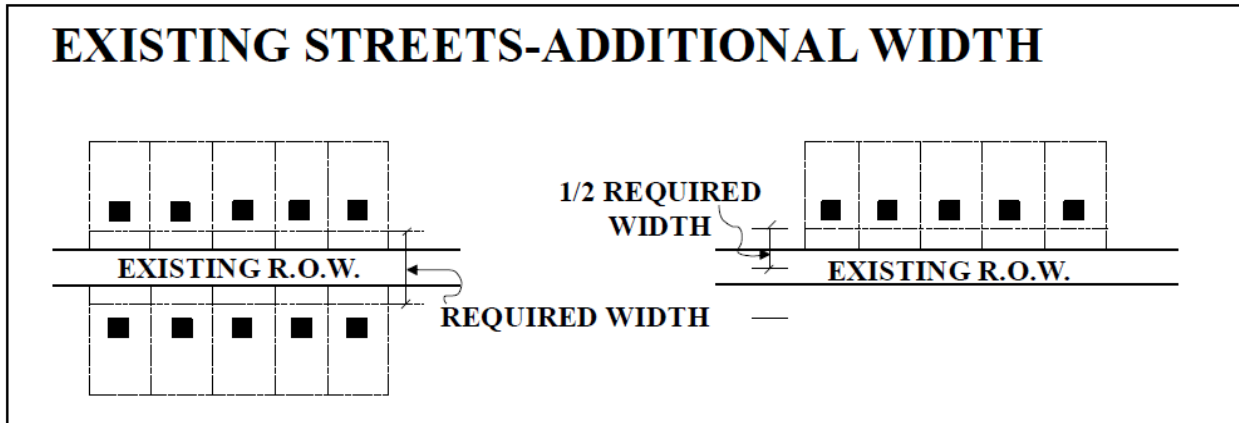 EXISTING STREETS-ADDITIONAL WIDTH
EXISTING R.O.W.
REQUIRED WIDTH
1/2 REQUIRED
WIDTH
EXISTING R.O.W.